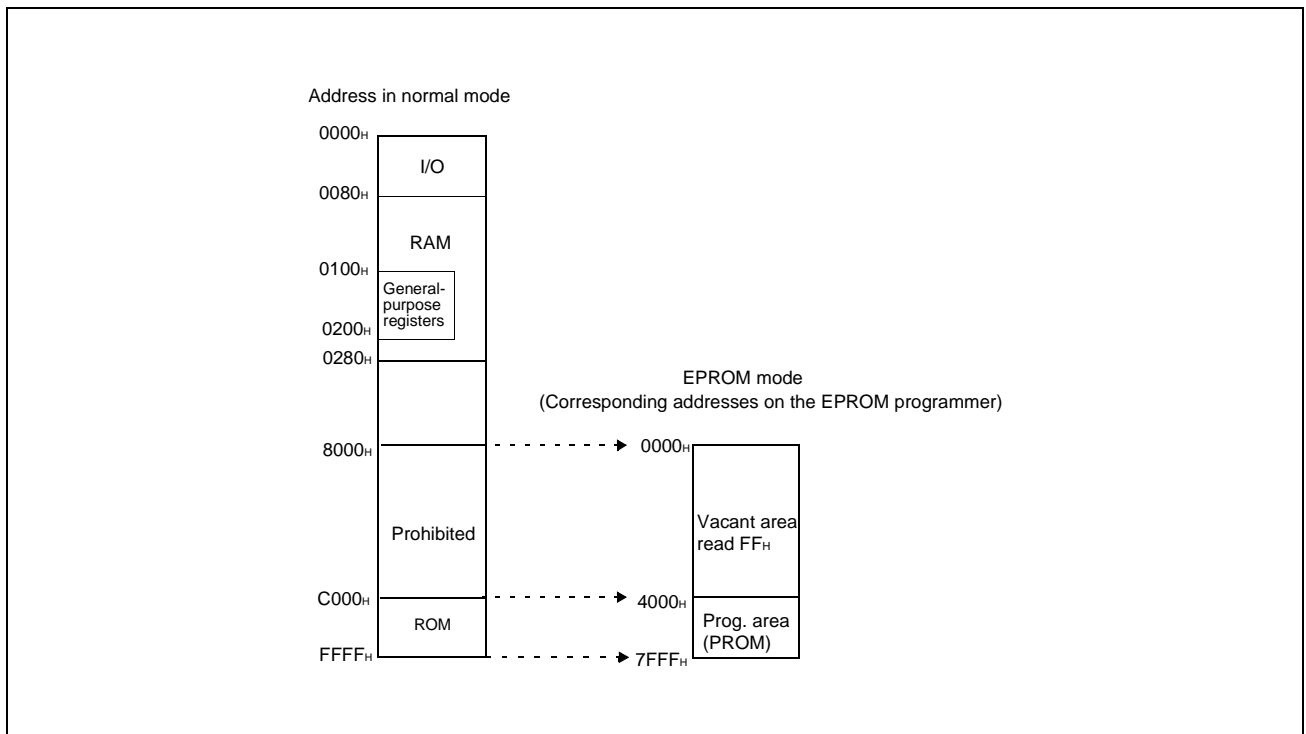 Address in normal mode
0000H
I/O
0080H
RAM
0100H
General-
purpose
registers
0200H
0280H
EPROM mode
(Corresponding addresses on the EPROM programmer)
8000H
0000H
Prohibited
Vacant area
read FFH
C000H
4000H
ROM
Prog. area
(PROM)
FFFFH
7FFFH